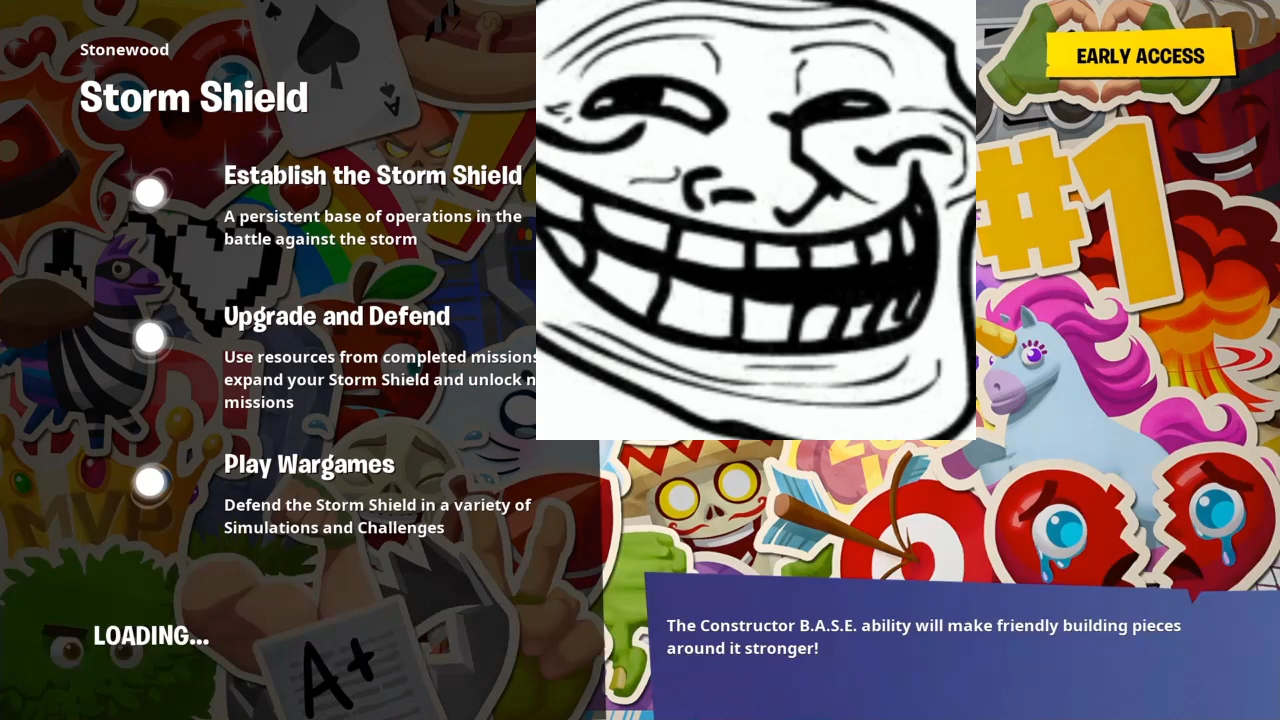 Stonewood
Storm Shield
EARLY ACCESS
#1
Establish the Storm Shield
A persistent base of operations in the
battle against the storm
Upgrade and Defend
Use resources from completed missions
expand your Storm Shield and unlock n
missions
Play Wargames
Defend the Storm Shield in a variety of
Simulations and Challenges
MVP
A
A+
LOADING...
The Constructor B.A.S.E. ability will make friendly building pieces
around it stronger!